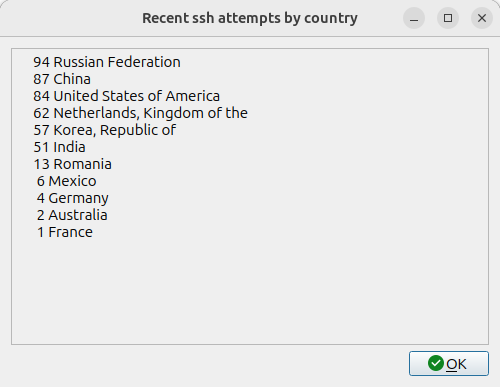 Recent ssh attempts by country
94 Russian Federation
87 China
84 United States of America
62 Netherlands, Kingdom of the
57 Korea, Republic of
51 India
13 Romania
6 Mexico
4 Germany
2 Australia
1 France
OK